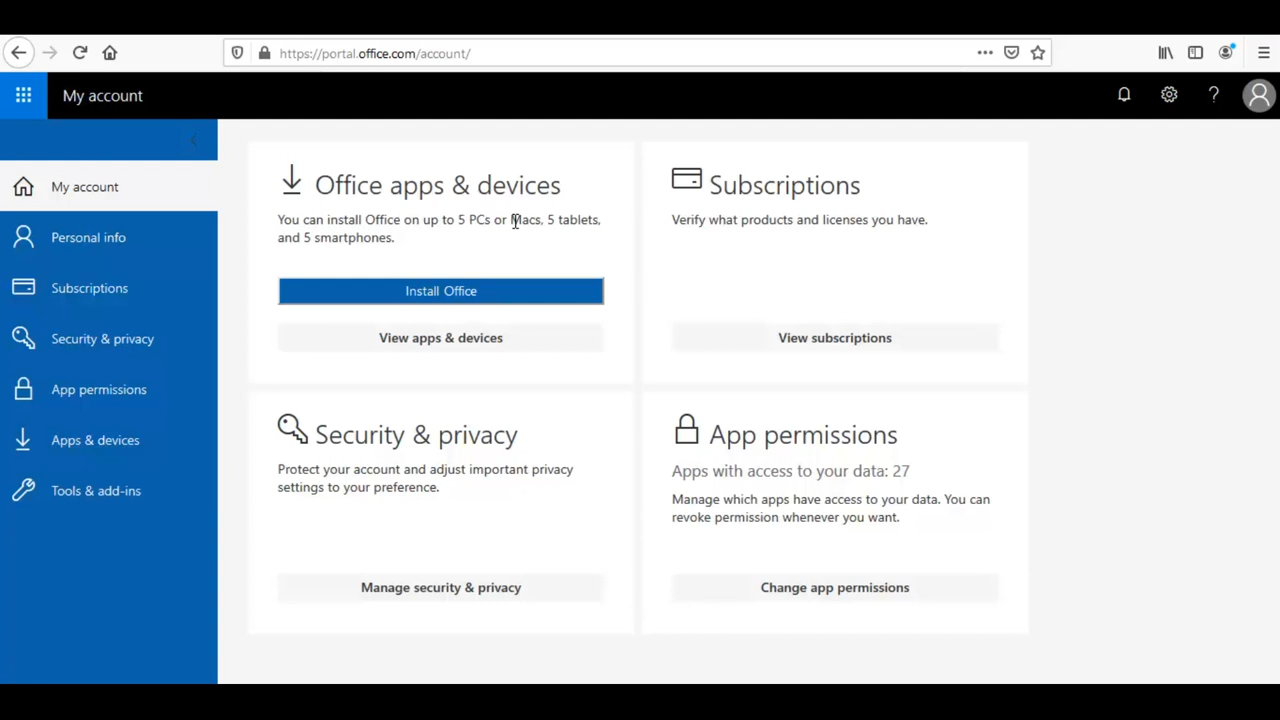 https://portal.office.com/account/
My account
My account
Personal info
Subscriptions
Security & privacy
App permissions
Apps & devices
Tools & add-ins
Office apps & devices
You can install Office on up to 5 PCs or Macs, 5 tablets,
and 5 smartphones.
Install Office
View apps & devices
Subscriptions
Verify what products and licenses you have.
View subscriptions
Security & privacy
Protect your account and adjust important privacy
settings to your preference.
Manage security & privacy
App permissions
Apps with access to your data: 27
Manage which apps have access to your data. You can
revoke permission whenever you want.
Change app permissions